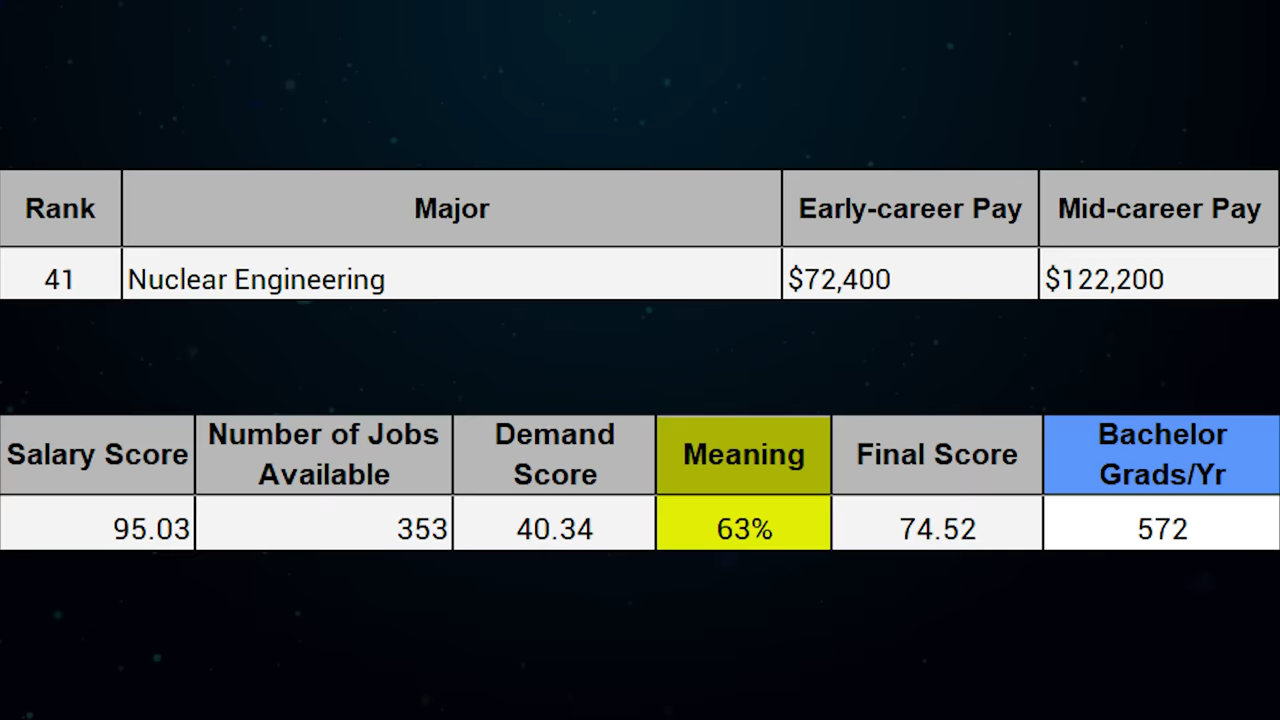 Rank Major Early-career Pay Mid-career Pay
41 Nuclear Engineering $72,400 $122,200
Salary Score Number of Jobs Available Demand Score Meaning Final Score Bachelor Grads/Yr
95.03 353 40.34 63% 74.52 572